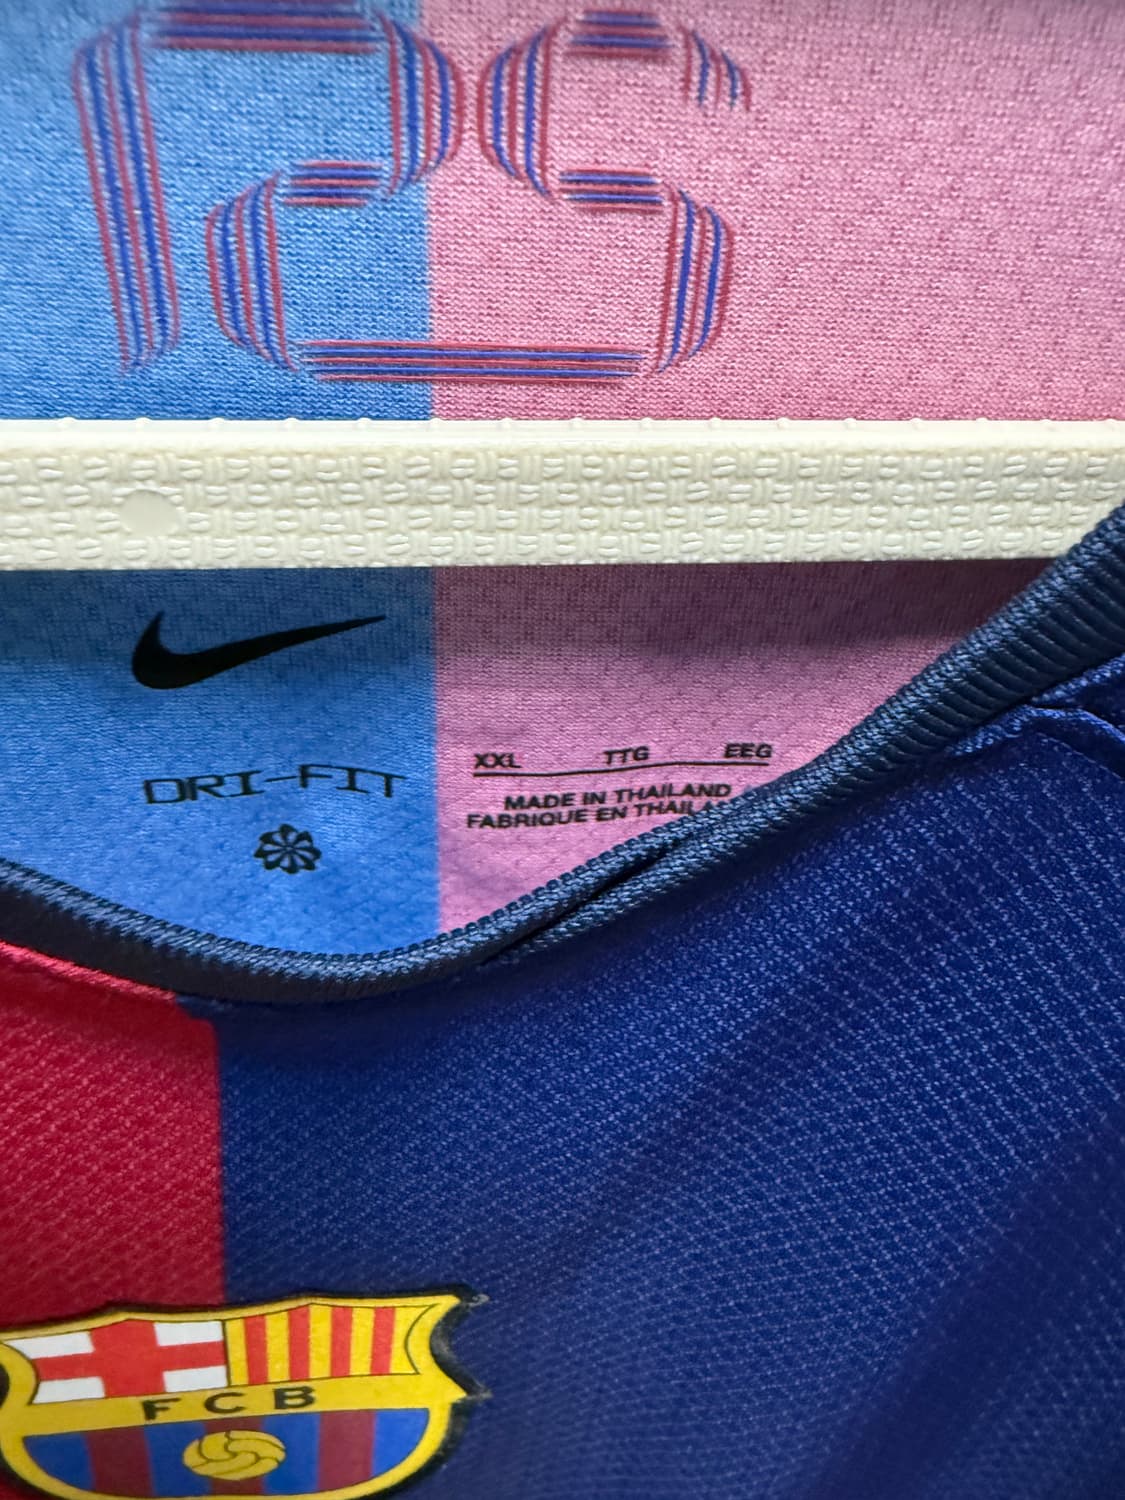 XXL TTG EEG
MADE IN THAILAND
FABRIQUE EN THAILA
DRI-FIT
FCB